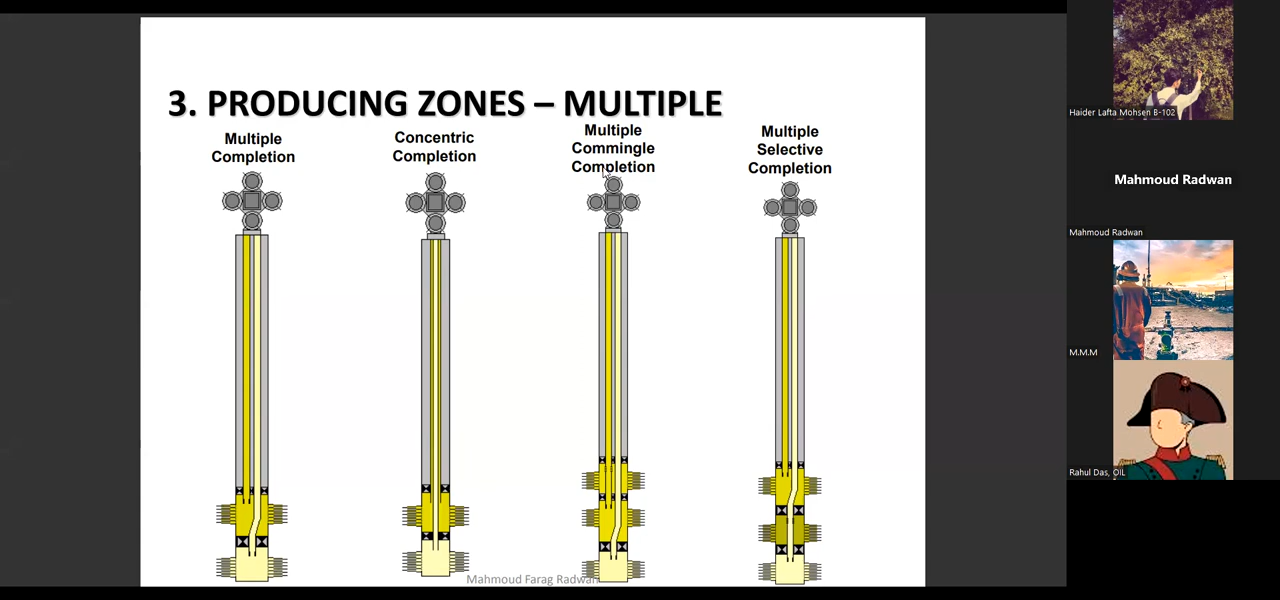 3. PRODUCING ZONES – MULTIPLE
Multiple
Completion
Concentric
Completion
Multiple
Commingle
Completion
Multiple
Selective
Completion
Mahmoud Farag Radwan
Haider Lafta Mohsen B-102
Mahmoud Radwan
Mahmoud Radwan
M.M.M
Rahul Das, OIL